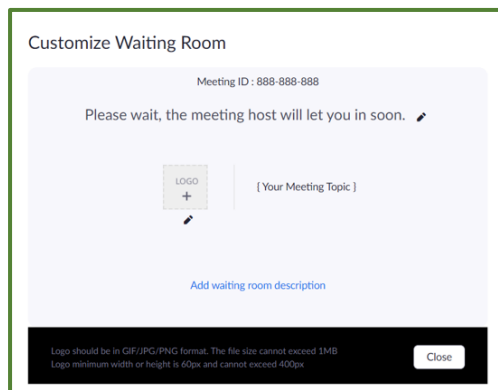 Customize Waiting Room
Meeting ID : 888-888-888
Please wait, the meeting host will let you in soon.
LOGO
+
[ Your Meeting Topic ]
Add waiting room description
Logo should be in GIF/JPG/PNG format. The file size cannot exceed 1MB
Logo minimum width or height is 60px and cannot exceed 400px
Close